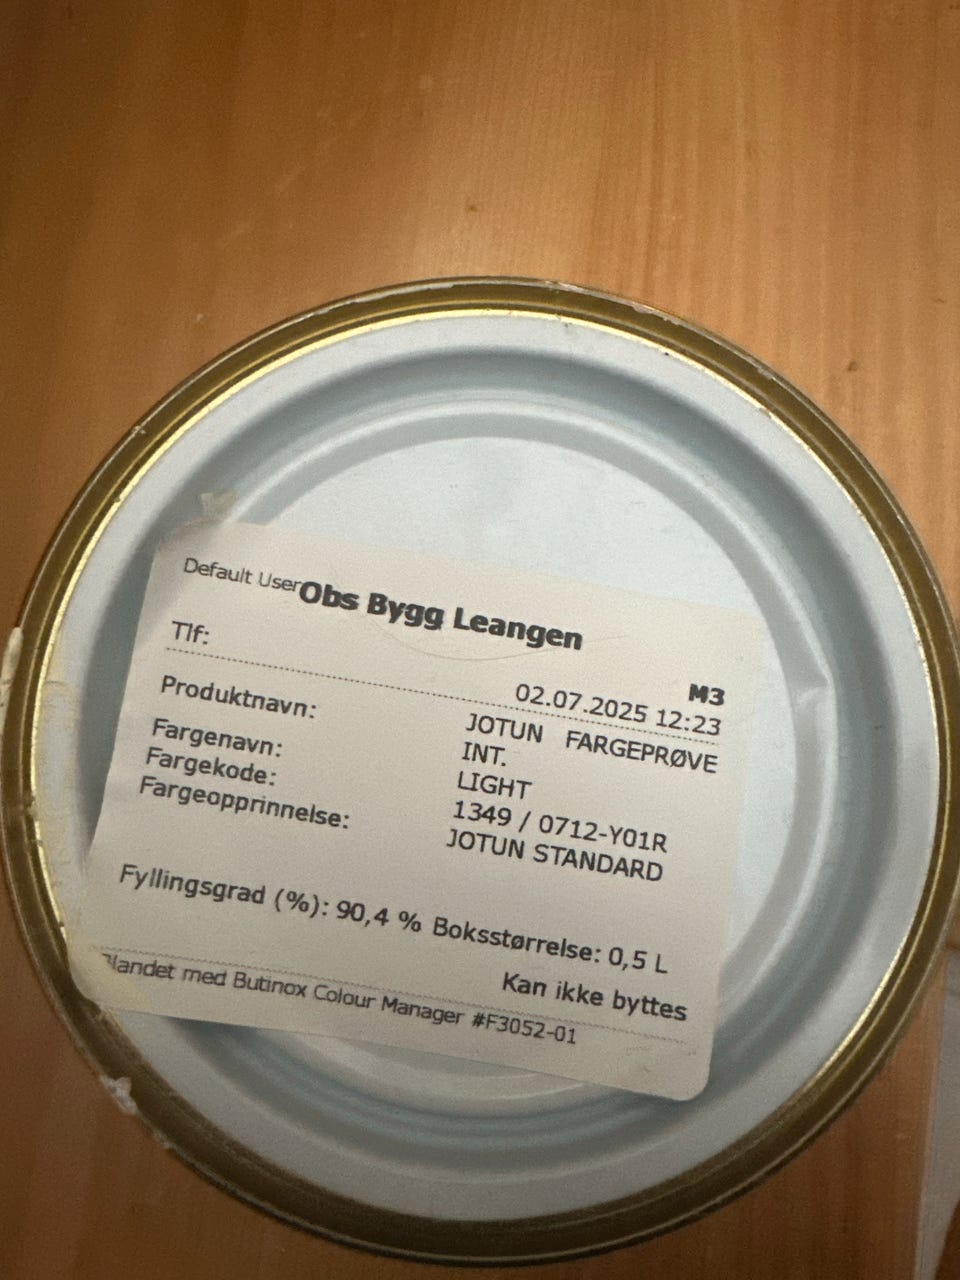 Default User Obs Bygg Leangen
Tlf:
M3
02.07.2025 12:23
Produktnavn: JOTUN FARGEPRØVE
INT.
Fargenavn: LIGHT
Fargekode: 1349 / 0712-Y01R
Fargeopprinnelse: JOTUN STANDARD
Fyllingsgrad (%): 90,4 % Boksstørrelse: 0,5 L
Kan ikke byttes
Blandet med Butinox Colour Manager #F3052-01